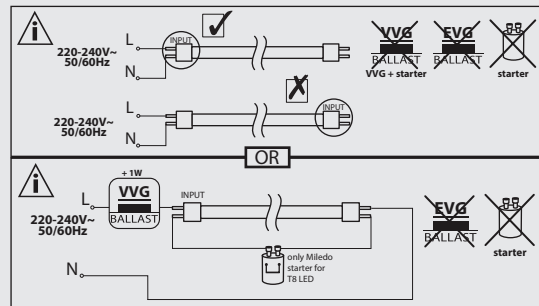 i
L
INPUT
220-240V~
50/60Hz
N
VVG
BALLAST
VVG + starter
EVG
BALLAST
starter
L
220-240V~
50/60Hz
N
INPUT
OR
i
+ 1W
VVG
BALLAST
L
INPUT
220-240V~
50/60Hz
only Miledo
starter for
T8 LED
N
EVG
BALLAST
starter